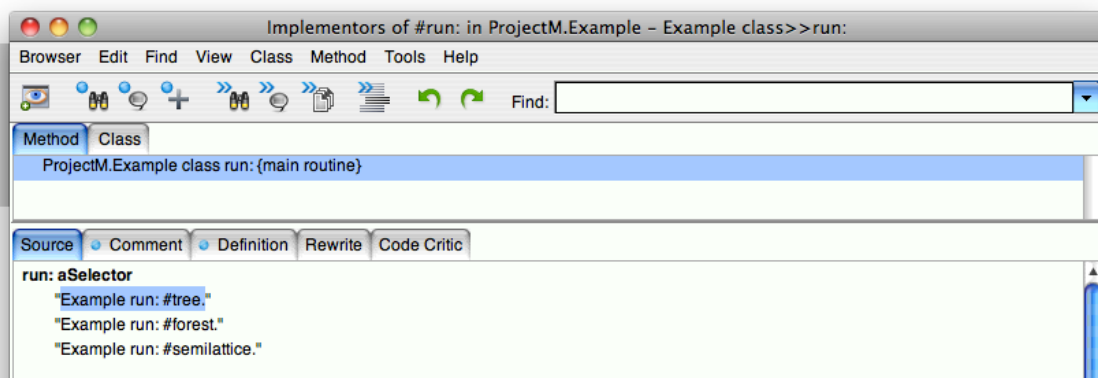 Implementors of #run: in ProjectM.Example – Example class>>run:
Browser Edit Find View Class Method Tools Help
Find:
Method Class
ProjectM.Example class run: {main routine}
Source Comment Definition Rewrite Code Critic
run: aSelector
"Example run: #tree."
"Example run: #forest."
"Example run: #semilattice."